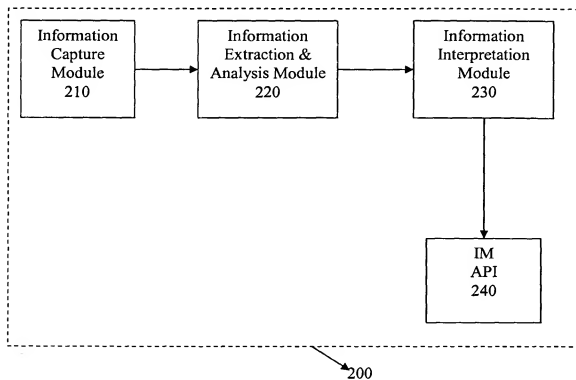 Information
Capture
Module
210
Information
Extraction &
Analysis Module
220
Information
Interpretation
Module
230
IM
API
240
200